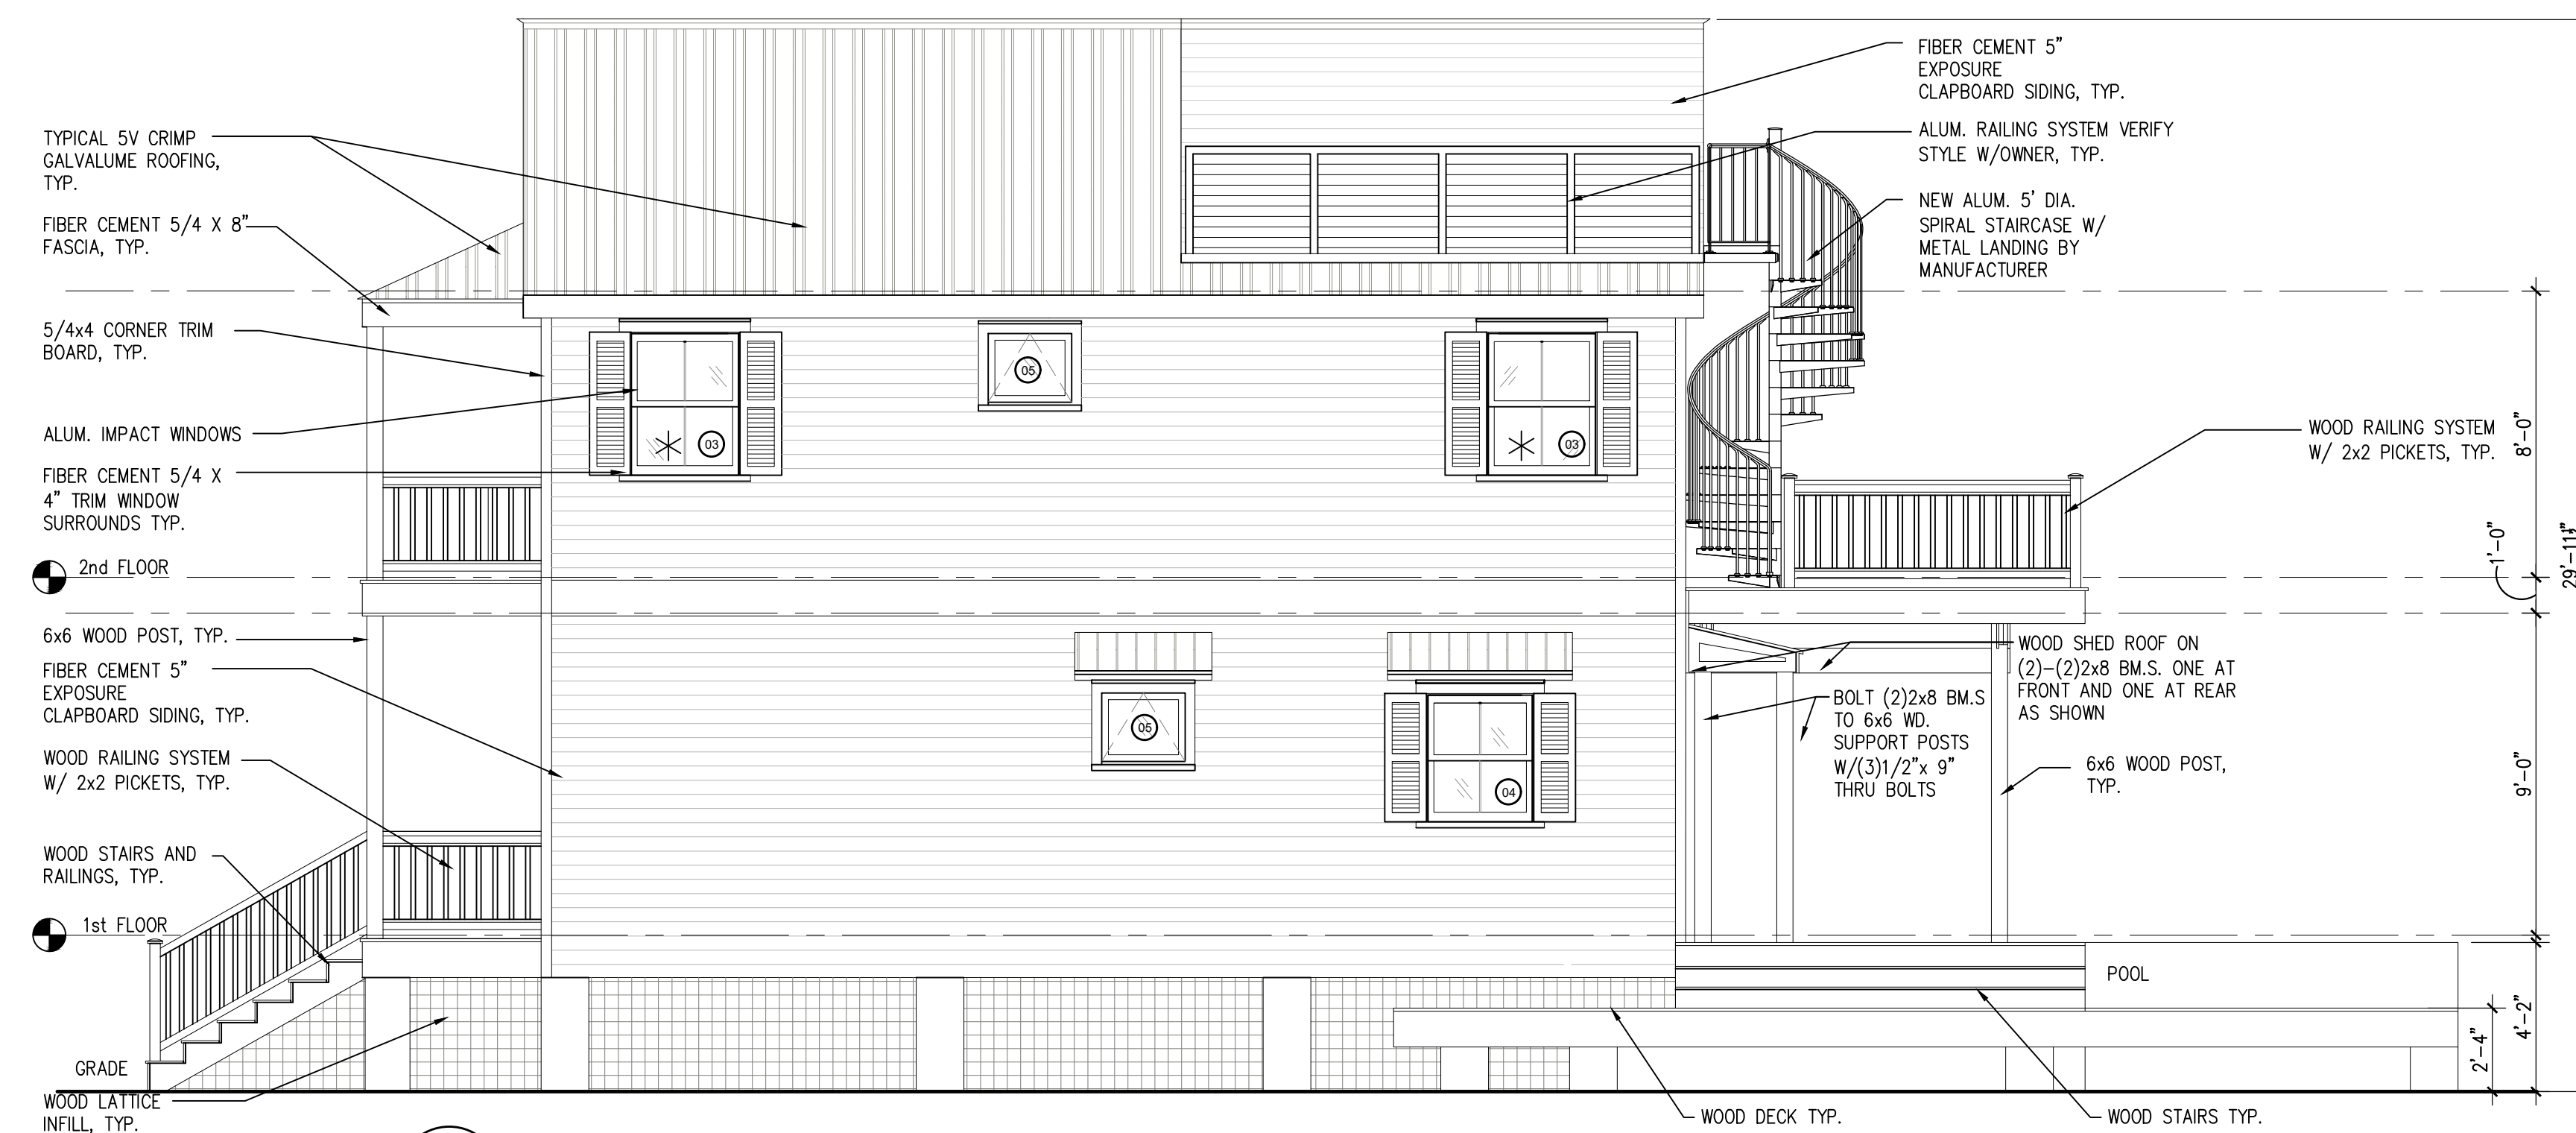 TYPICAL 5V CRIMP
GALVALUME ROOFING,
TYP.
FIBER CEMENT 5/4 X 8"
FASCIA, TYP.
5/4x4 CORNER TRIM
BOARD, TYP.
ALUM. IMPACT WINDOWS
FIBER CEMENT 5/4 X
4" TRIM WINDOW
SURROUNDS TYP.
2nd FLOOR
6x6 WOOD POST, TYP.
FIBER CEMENT 5"
EXPOSURE
CLAPBOARD SIDING, TYP.
WOOD RAILING SYSTEM
W/ 2x2 PICKETS, TYP.
WOOD STAIRS AND
RAILINGS, TYP.
1st FLOOR
GRADE
WOOD LATTICE
INFILL, TYP.
03
05
03
05
04
FIBER CEMENT 5"
EXPOSURE
CLAPBOARD SIDING, TYP.
ALUM. RAILING SYSTEM VERIFY
STYLE W/OWNER, TYP.
NEW ALUM. 5' DIA.
SPIRAL STAIRCASE W/
METAL LANDING BY
MANUFACTURER
WOOD RAILING SYSTEM
W/ 2x2 PICKETS, TYP.
WOOD SHED ROOF ON
(2)-(2)2x8 BM.S. ONE AT
FRONT AND ONE AT REAR
AS SHOWN
BOLT (2)2x8 BM.S
TO 6x6 WD.
SUPPORT POSTS
W/(3)1/2"x 9"
THRU BOLTS
6x6 WOOD POST,
TYP.
POOL
WOOD DECK TYP.
WOOD STAIRS TYP.
8'-0"
1'-0"
29'-11"
9'-0"
4'-2"
2'-4"